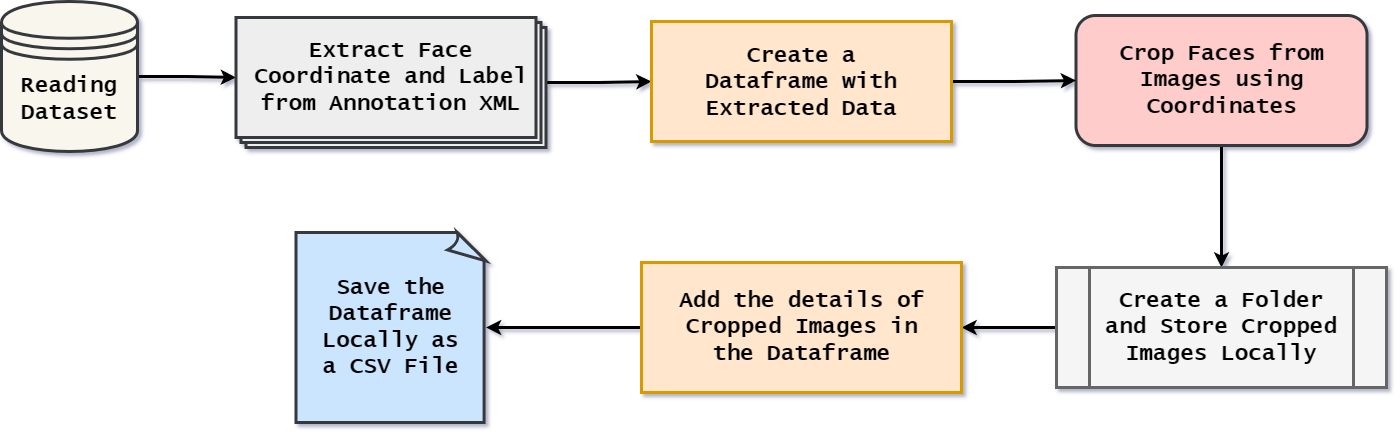 Reading
Dataset
Extract Face
Coordinate and Label
from Annotation XML
Create a
Dataframe with
Extracted Data
Crop Faces from
Images using
Coordinates
Create a Folder
and Store Cropped
Images Locally
Add the details of
Cropped Images in
the Dataframe
Save the
Dataframe
Locally as
a CSV File